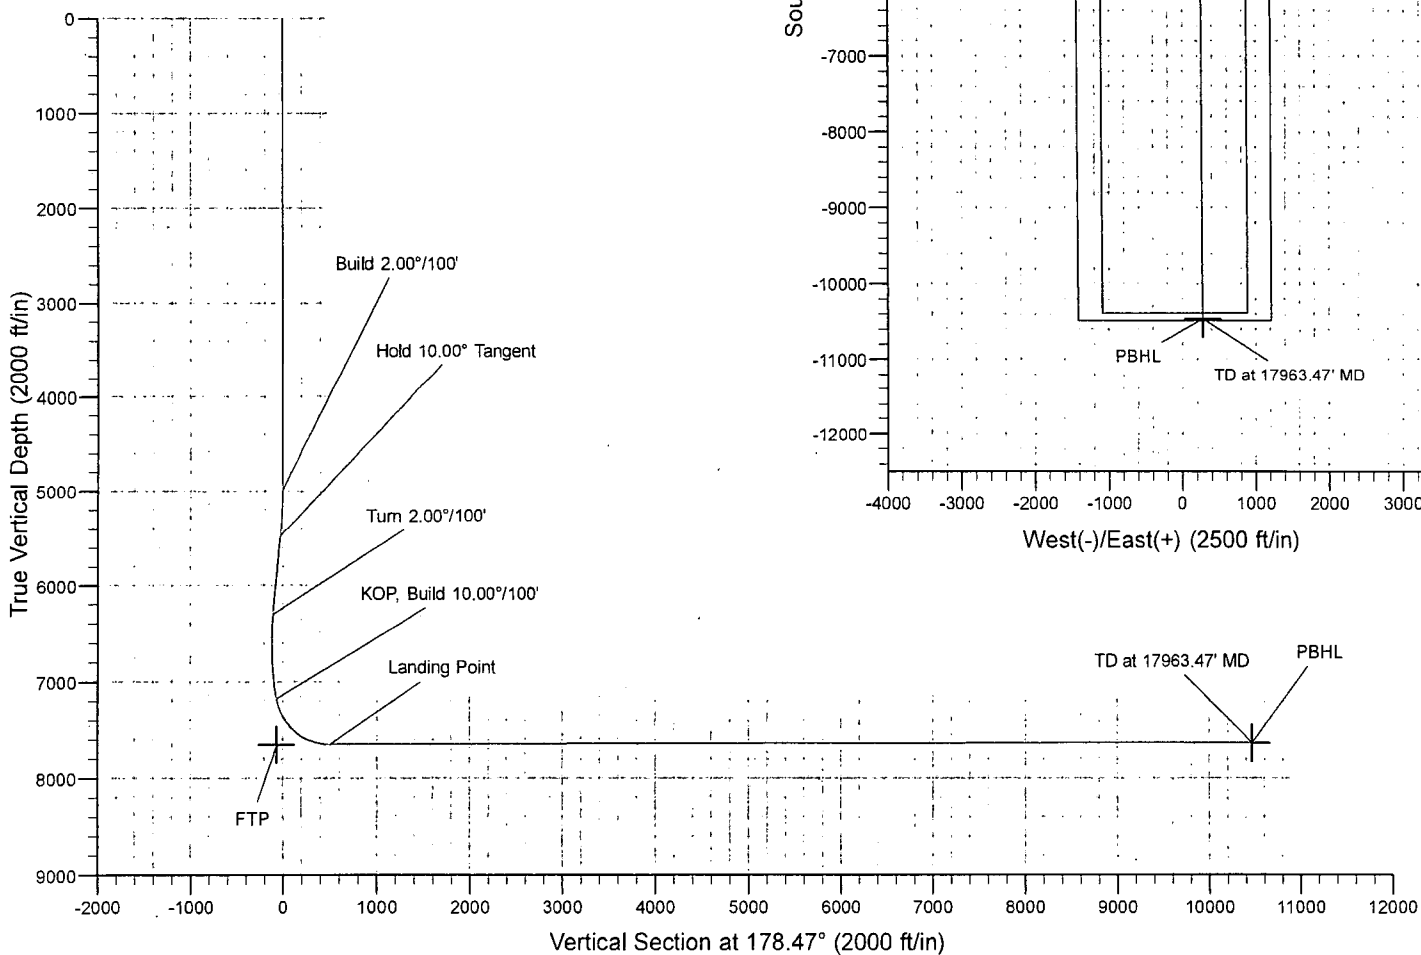 0
1000
2000
3000
4000
5000
6000
7000
8000
9000
True Vertical Depth (2000 ft/in)
Build 2.00°/100'
Hold 10.00° Tangent
Turn 2.00°/100'
KOP, Build 10.00°/100'
Landing Point
FTP
TD at 17963.47' MD
PBHL
-2000
-1000
0
1000
2000
3000
4000
5000
6000
7000
8000
9000
10000
11000
12000
Vertical Section at 178.47° (2000 ft/in)
Sou
-7000
-8000
-9000
-10000
-11000
-12000
PBHL
TD at 17963.47' MD
-4000
-3000
-2000
-1000
0
1000
2000
3000
West(-)/East(+) (2500 ft/in)